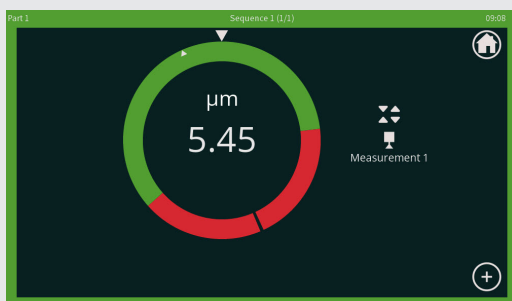 Part 1
Sequence 1 (1/1)
09:08
µm
5.45
Measurement 1